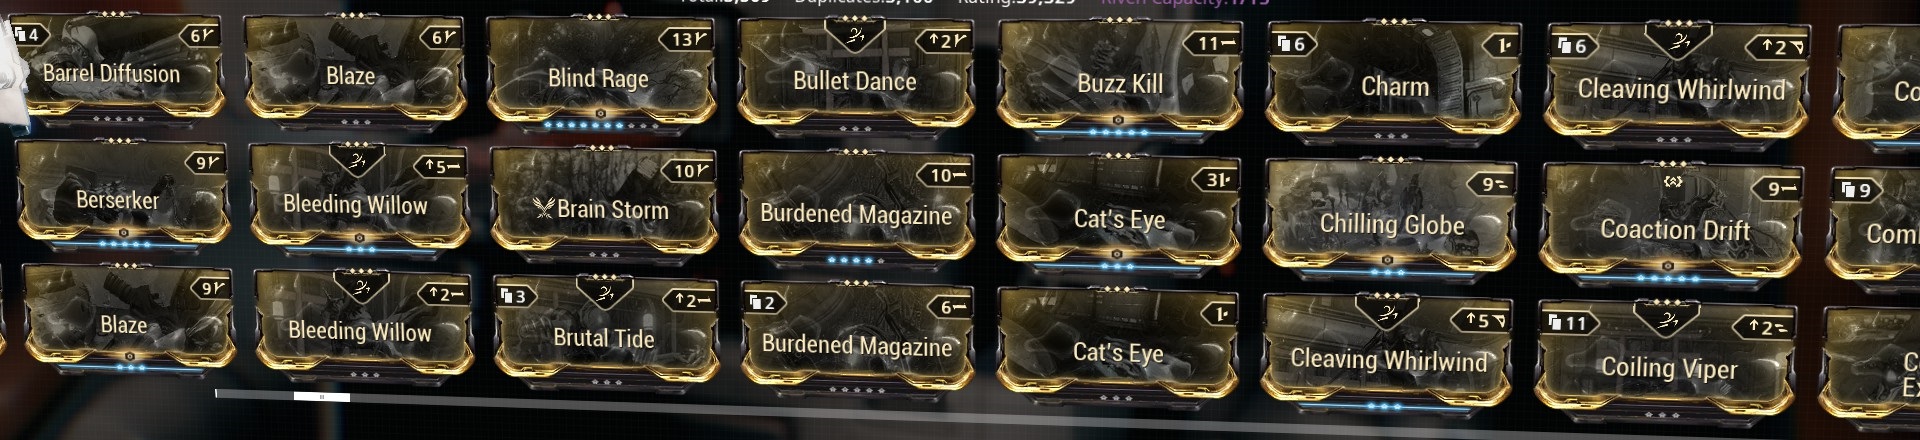 4 Barrel Diffusion 6
Blaze 6
Blind Rage 13
Bullet Dance ↑2
Buzz Kill 11
6 Charm 1
6 Cleaving Whirlwind ↑2
Co
Berserker 9
Bleeding Willow ↑5
Brain Storm 10
Burdened Magazine 10
Cat's Eye 3
Chilling Globe 9
Coaction Drift 9
9 Com
Blaze 9
Bleeding Willow ↑2
3 Brutal Tide ↑2
2 Burdened Magazine 6
Cat's Eye 1
Cleaving Whirlwind ↑5
11 Coiling Viper ↑2